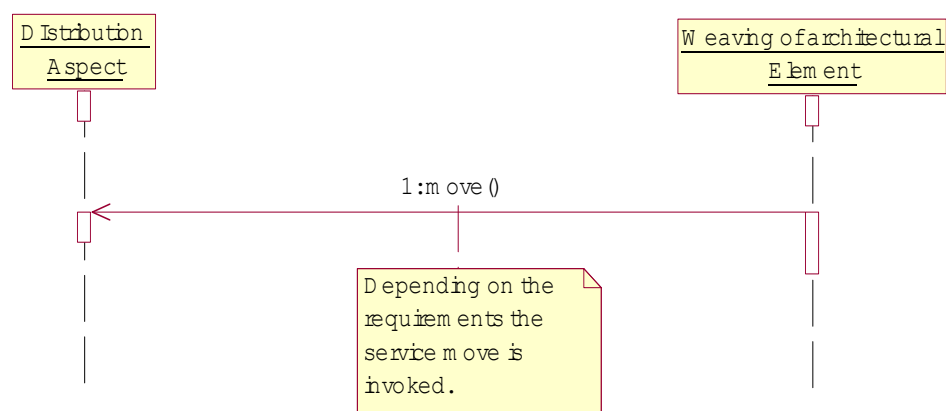 DIstribution
Aspect
Weaving of architectural
Element
1: move()
Depending on the
requirements the
service move is
invoked.